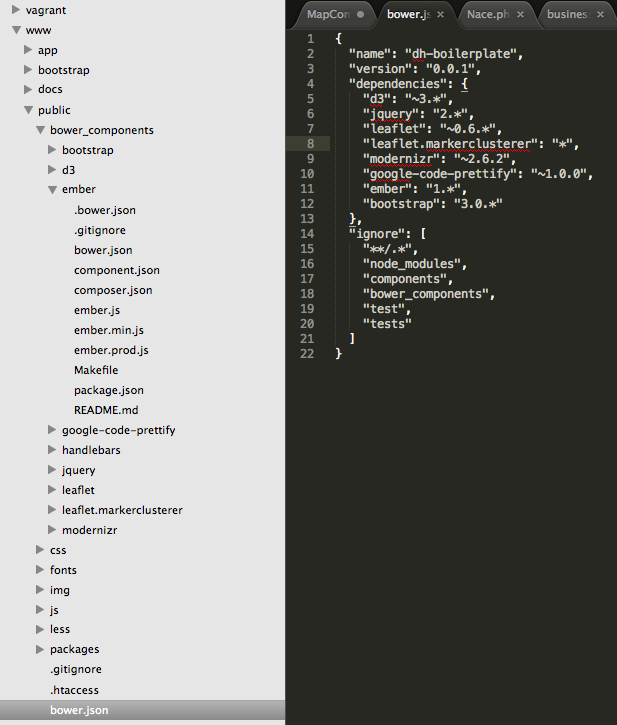 vagrant
www
app
bootstrap
docs
public
bower_components
bootstrap
d3
ember
.bower.json
.gitignore
bower.json
component.json
composer.json
ember.js
ember.min.js
ember.prod.js
Makefile
package.json
README.md
google-code-prettify
handlebars
jquery
leaflet
leaflet.markerclusterer
modernizr
css
fonts
img
js
less
packages
.gitignore
.htaccess
bower.json
MapCon bower.js × Nace.ph × busines ×
1 {
2 "name": "dh-boilerplate",
3 "version": "0.0.1",
4 "dependencies": {
5 "d3": "~3.*",
6 "jquery": "2.*",
7 "leaflet": "~0.6.*",
8 "leaflet.markerclusterer": "*",
9 "modernizr": "~2.6.2",
10 "google-code-prettify": "~1.0.0",
11 "ember": "1.*",
12 "bootstrap": "3.0.*"
13 },
14 "ignore": [
15 "**/.*",
16 "node_modules",
17 "components",
18 "bower_components",
19 "test",
20 "tests"
21 ]
22 }